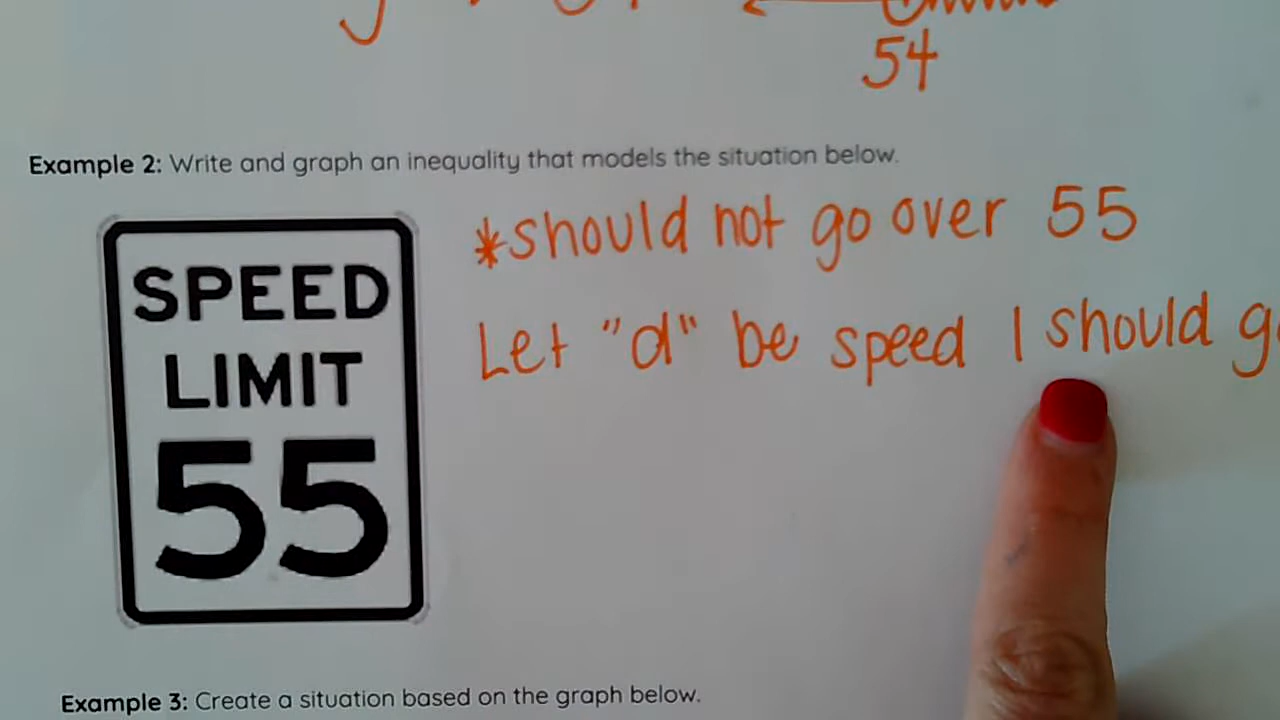 54
Example 2: Write and graph an inequality that models the situation below.
*should not go over 55
Let "d" be speed I should
SPEED
LIMIT
55
Example 3: Create a situation based on the graph below.